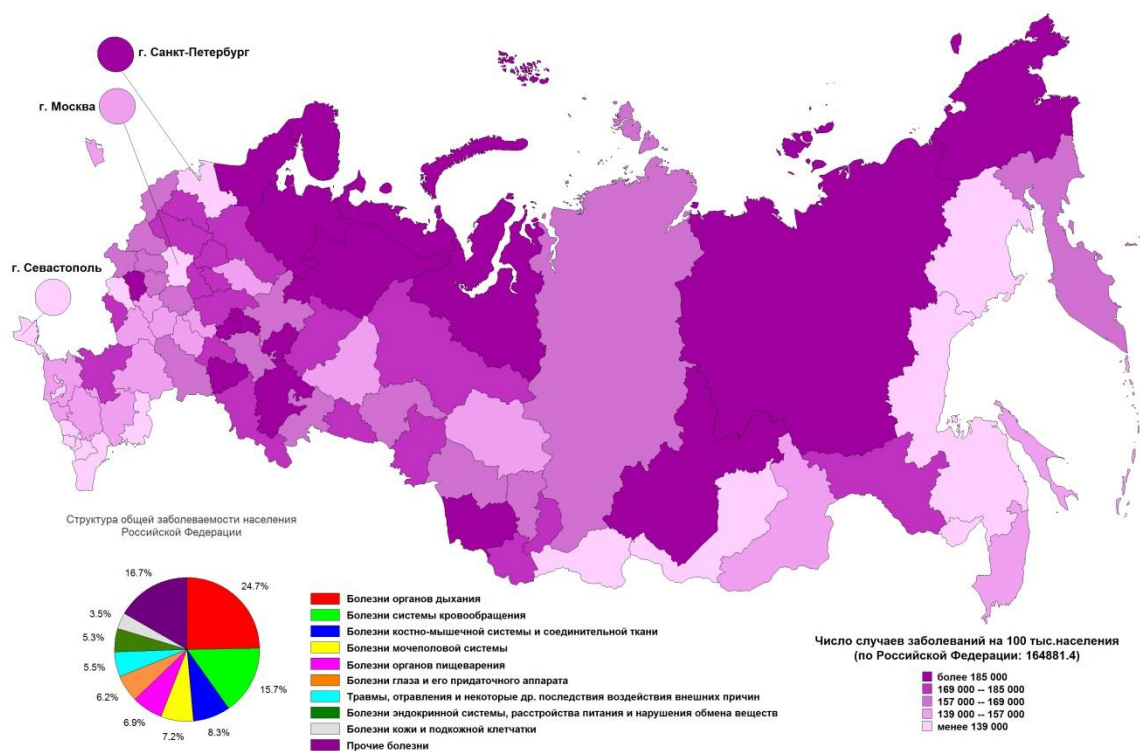 г. Санкт-Петербург
г. Москва
г. Севастополь
Структура общей заболеваемости населения
Российской Федерации
16.7%
24.7%
3.5%
5.3%
5.5%
6.2%
6.9%
7.2%
8.3%
15.7%
Болезни органов дыхания
Болезни системы кровообращения
Болезни костно-мышечной системы и соединительной ткани
Болезни мочеполовой системы
Болезни органов пищеварения
Болезни глаза и его придаточного аппарата
Травмы, отравления и некоторые др. последствия воздействия внешних причин
Болезни эндокринной системы, расстройства питания и нарушения обмена веществ
Болезни кожи и подкожной клетчатки
Прочие болезни
Число случаев заболеваний на 100 тыс.населения
(по Российской Федерации: 164881.4)
более 185 000
169 000 -- 185 000
157 000 -- 169 000
139 000 -- 157 000
менее 139 000